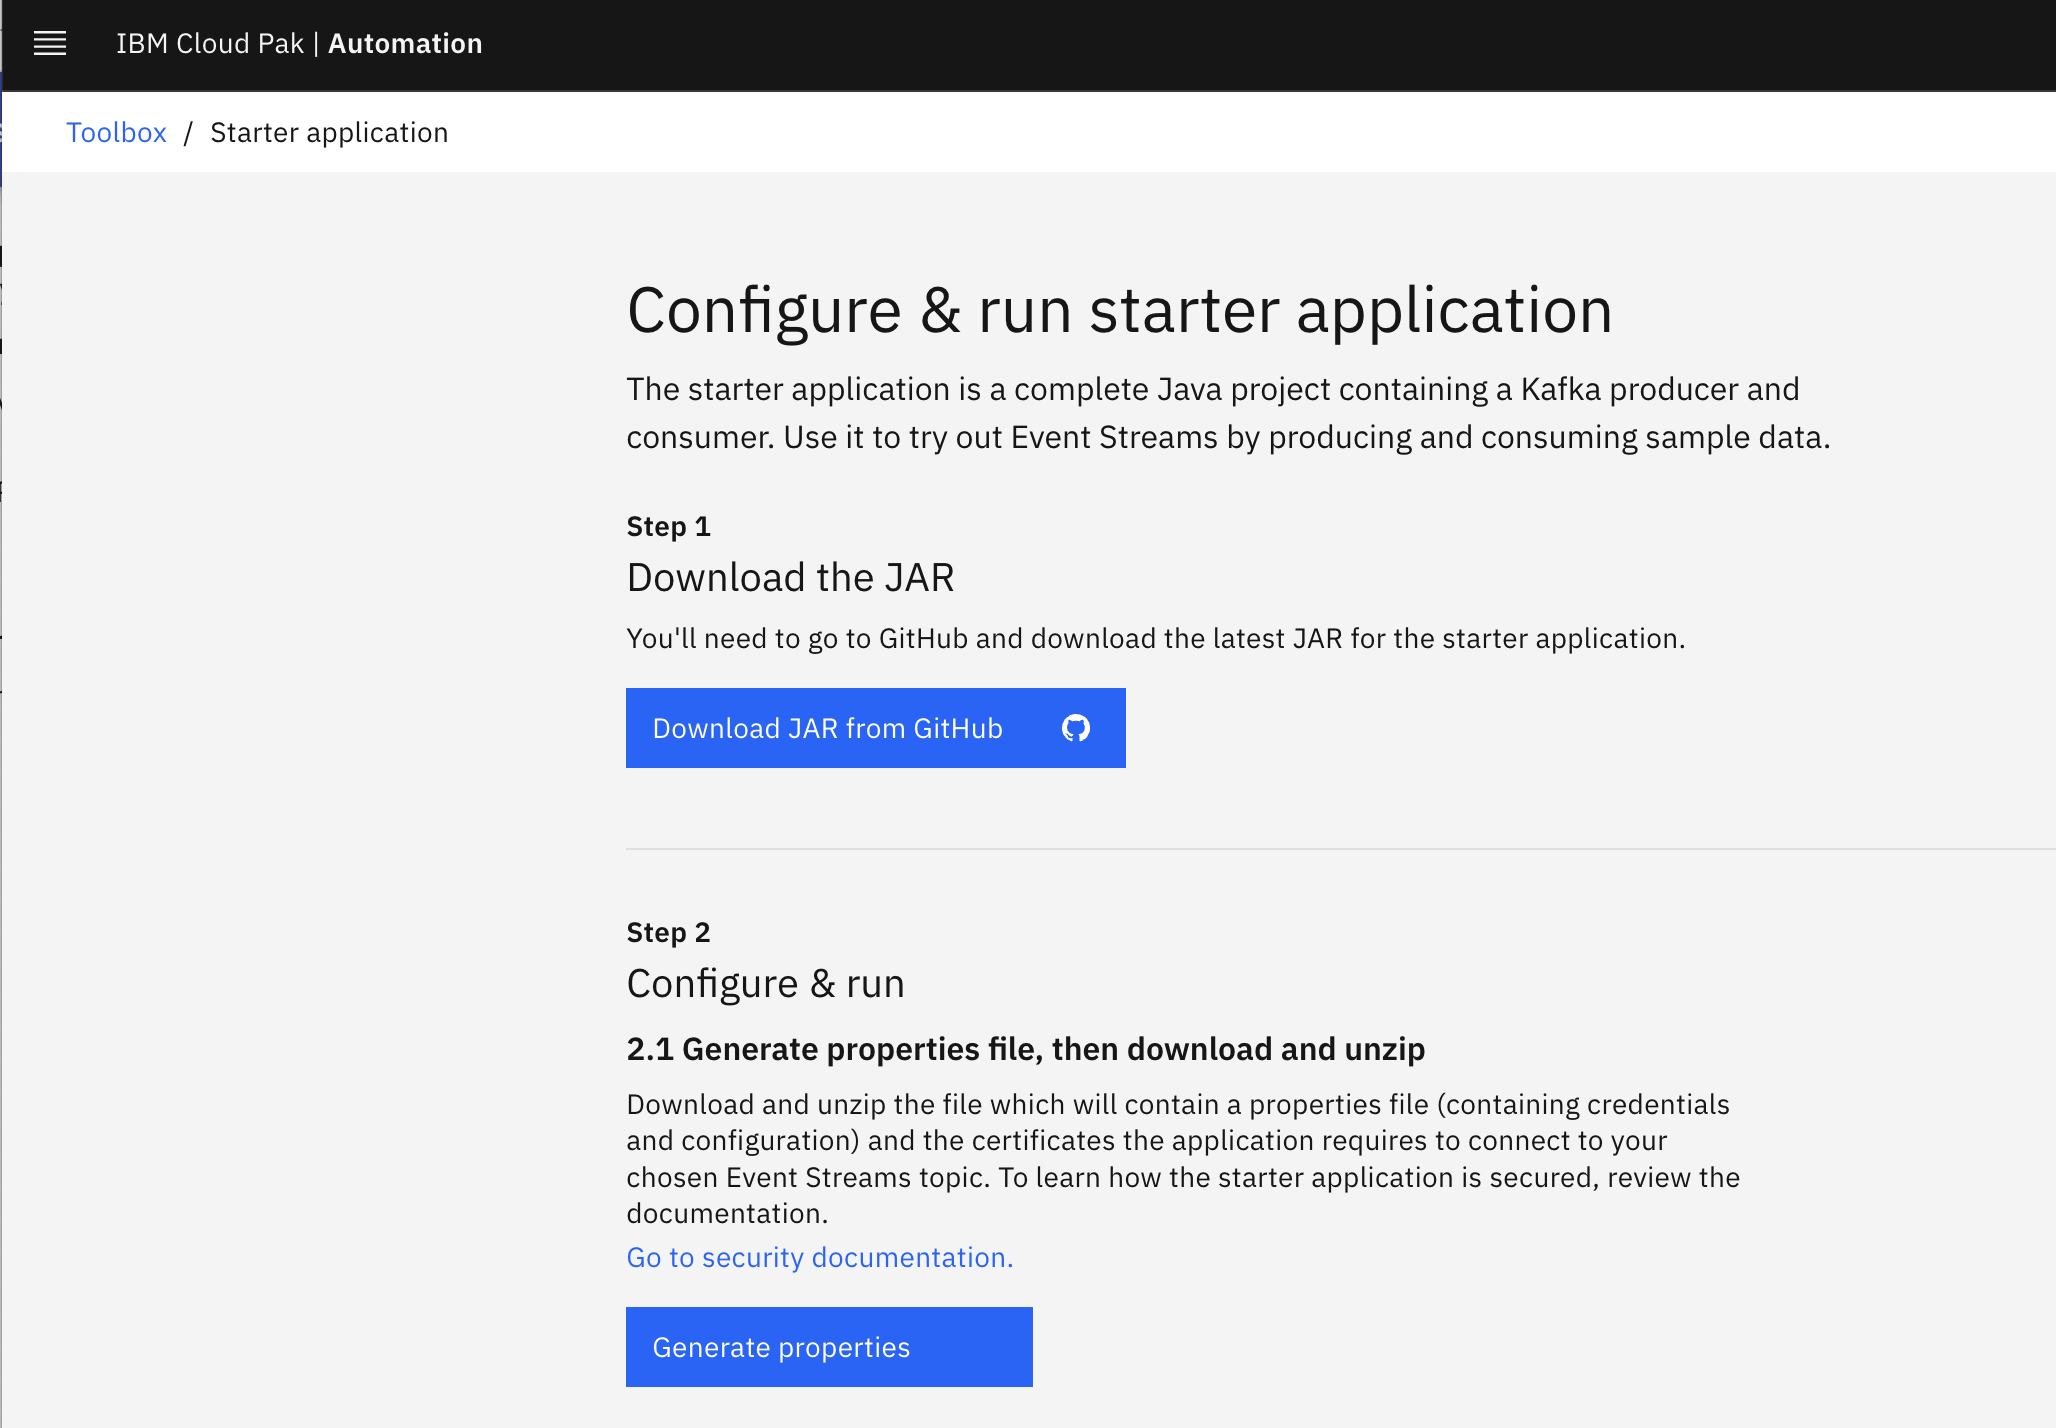 IBM Cloud Pak | Automation
Toolbox / Starter application
Configure & run starter application
The starter application is a complete Java project containing a Kafka producer and
consumer. Use it to try out Event Streams by producing and consuming sample data.
Step 1
Download the JAR
You'll need to go to GitHub and download the latest JAR for the starter application.
Download JAR from GitHub
Step 2
Configure & run
2.1 Generate properties file, then download and unzip
Download and unzip the file which will contain a properties file (containing credentials
and configuration) and the certificates the application requires to connect to your
chosen Event Streams topic. To learn how the starter application is secured, review the
documentation.
Go to security documentation.
Generate properties